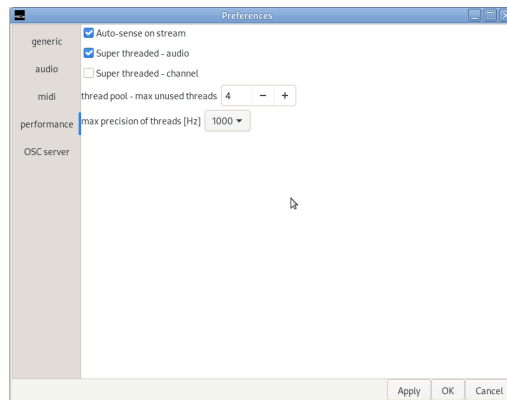 Preferences
generic
audio
midi
performance
OSC server
Auto-sense on stream
Super threaded - audio
Super threaded - channel
thread pool - max unused threads 4 − +
max precision of threads [Hz] 1000
Apply OK Cancel